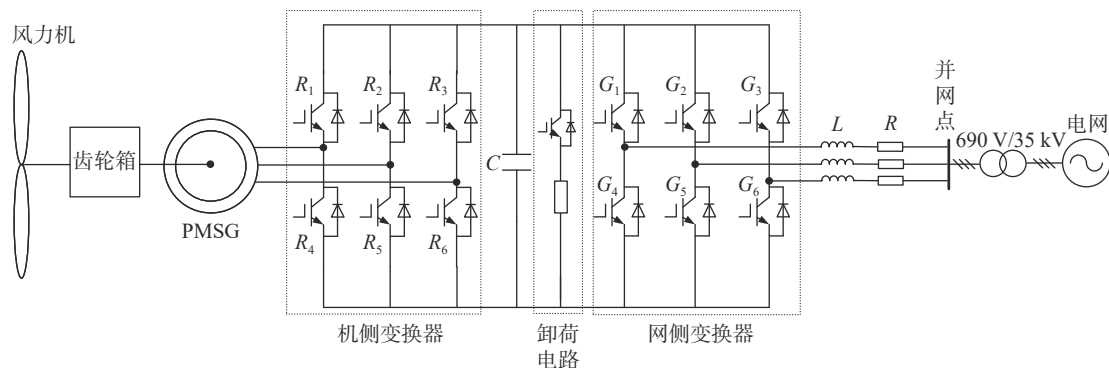 风力机
齿轮箱
PMSG
R₁
R₂
R₃
R₄
R₅
R₆
机侧变换器
C
卸荷
电路
G₁
G₂
G₃
G₄
G₅
G₆
网侧变换器
L
R
并
网
点
690 V/35 kV
电网